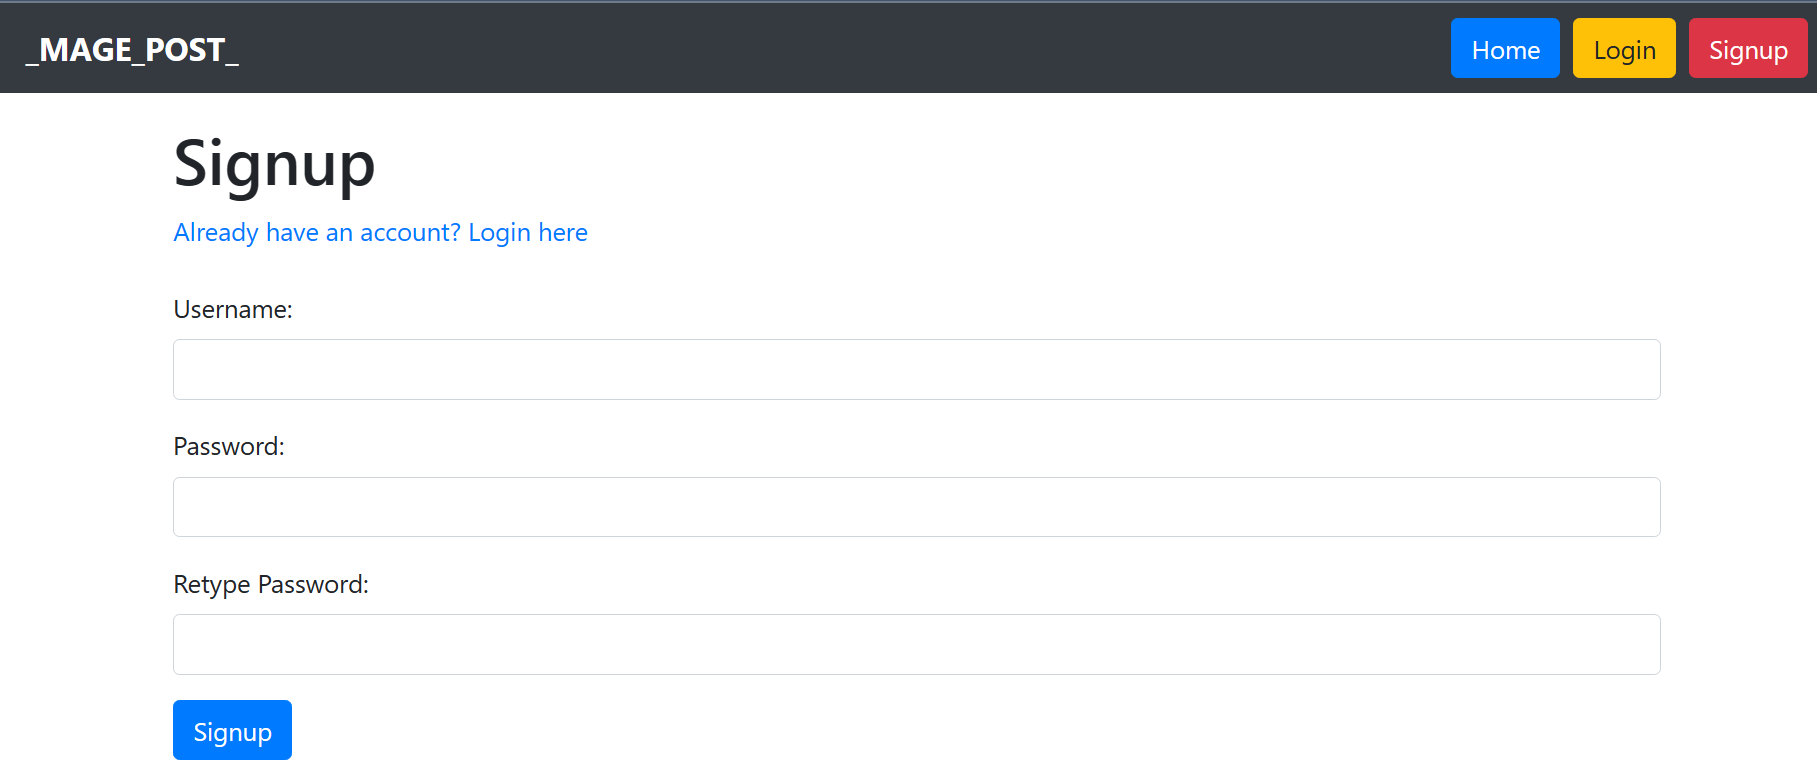 _MAGE_POST_
Home
Login
Signup
Signup
Already have an account? Login here
Username:
Password:
Retype Password:
Signup